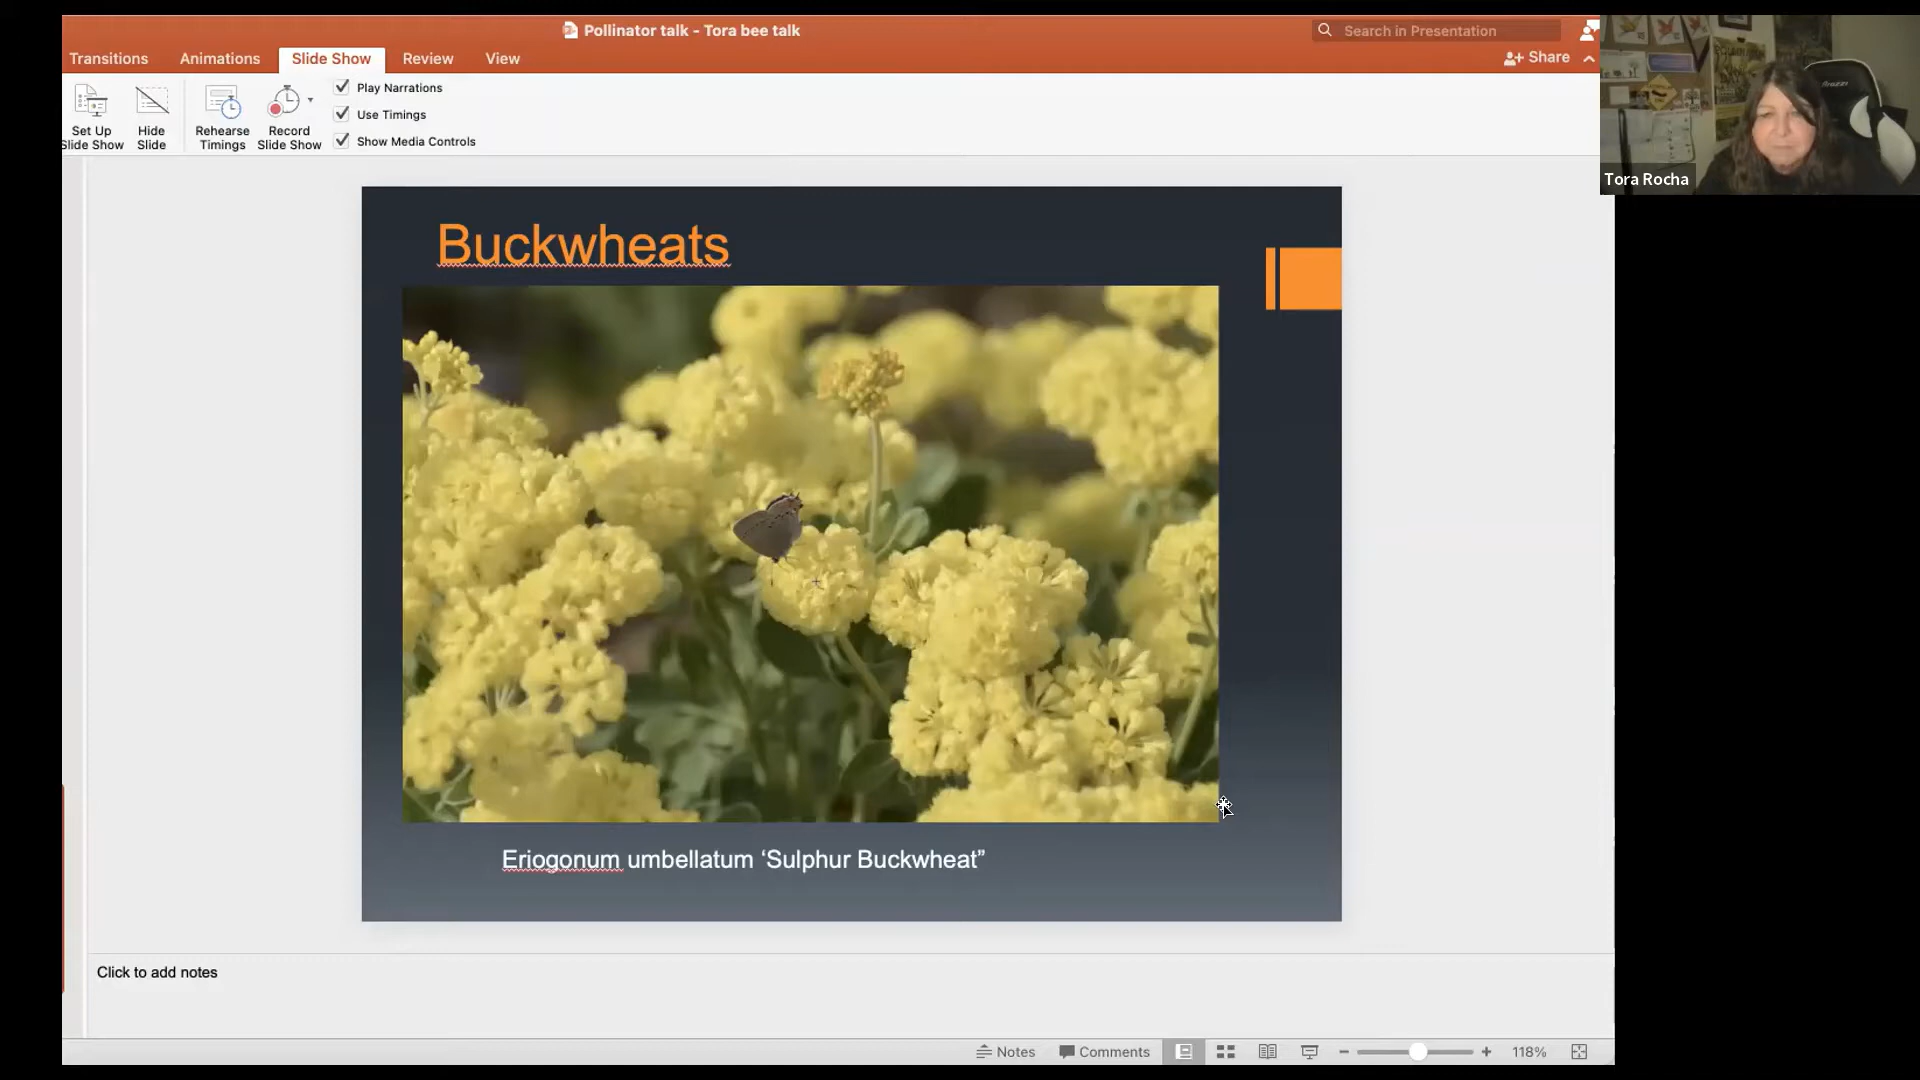 Pollinator talk - Tora bee talk
Search in Presentation
Transitions
Animations
Slide Show
Review
View
Share
Set Up
Slide Show
Hide
Slide
Rehearse
Timings
Record
Slide Show
Play Narrations
Use Timings
Show Media Controls
Tora Rocha
Buckwheats
Eriogonum umbellatum ‘Sulphur Buckwheat”
Click to add notes
Notes
Comments
118%